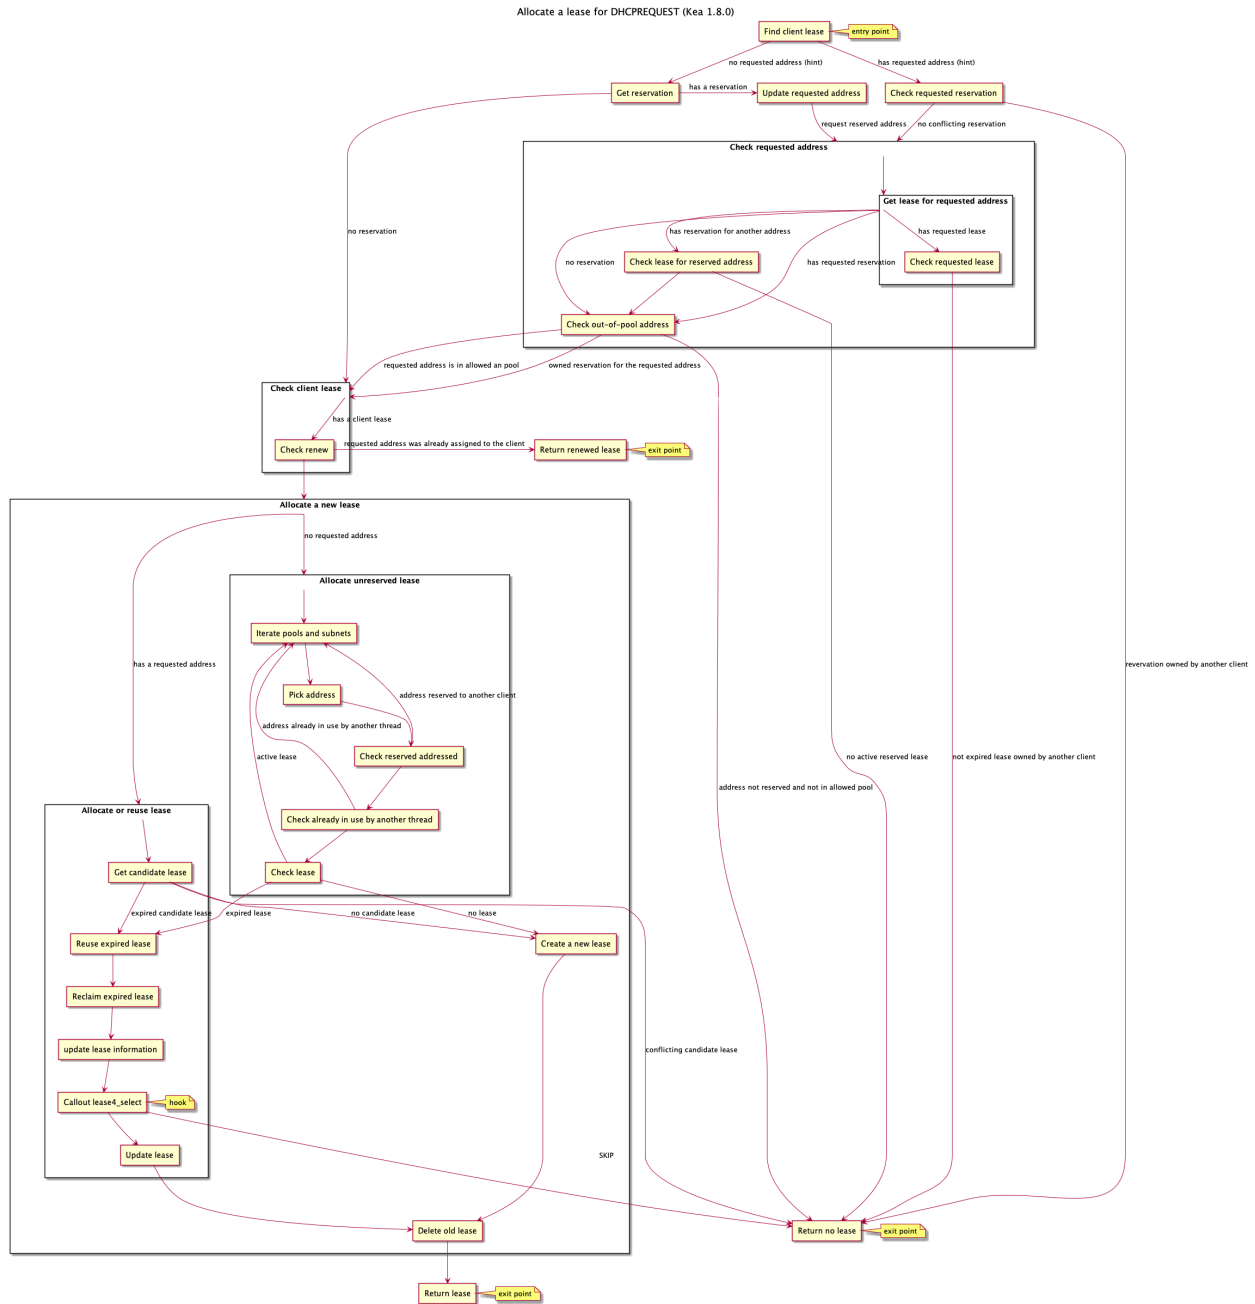 Allocate a lease for DHCPREQUEST (Kea 1.8.0)
Find client lease
entry point
no requested address (hint)
has requested address (hint)
Get reservation
has a reservation
Update requested address
Check requested reservation
request reserved address
no conflicting reservation
Check requested address
Get lease for requested address
no reservation
has reservation for another address
has requested lease
Check lease for reserved address
no reservation
has requested reservation
Check requested lease
Check out-of-pool address
requested address is in allowed an pool
owned reservation for the requested address
Check client lease
has a client lease
Check renew
requested address was already assigned to the client
Return renewed lease
exit point
Allocate a new lease
no requested address
Allocate unreserved lease
Iterate pools and subnets
has a requested address
revervation owned by another client
Pick address
address reserved to another client
address already in use by another thread
Check reserved addressed
active lease
no active reserved lease
not expired lease owned by another client
address not reserved and not in allowed pool
Allocate or reuse lease
Check already in use by another thread
Get candidate lease
Check lease
expired candidate lease
expired lease
no candidate lease
no lease
Reuse expired lease
Create a new lease
Reclaim expired lease
update lease information
conflicting candidate lease
Callout lease4_select
hook
Update lease
SKIP
Delete old lease
Return no lease
exit point
Return lease
exit point